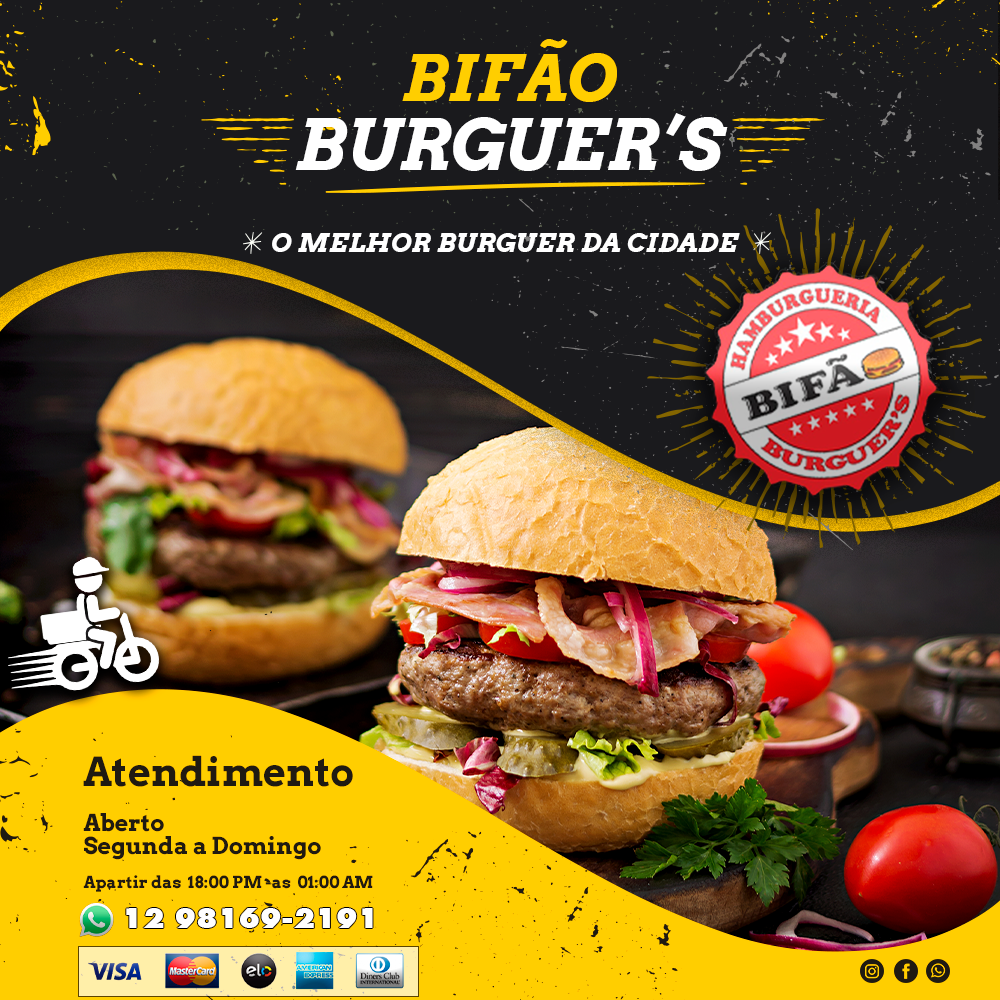 BIFÃO
BURGUER'S
O MELHOR BURGUER DA CIDADE
HAMBURGUERIA
BIFÃ
BURGUER'S
Atendimento
Aberto
Segunda a Domingo
Apartir das 18:00 PM as 01:00 AM
12 98169-2191
VISA
MasterCard
elo
AMERICAN EXPRESS
Diners Club
INTERNATIONAL